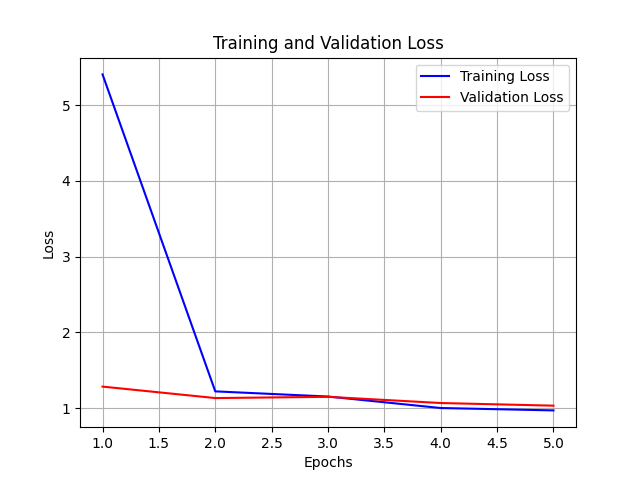 Training and Validation Loss
Training Loss
Validation Loss
Loss
5
4
3
2
1
1.0 1.5 2.0 2.5 3.0 3.5 4.0 4.5 5.0
Epochs